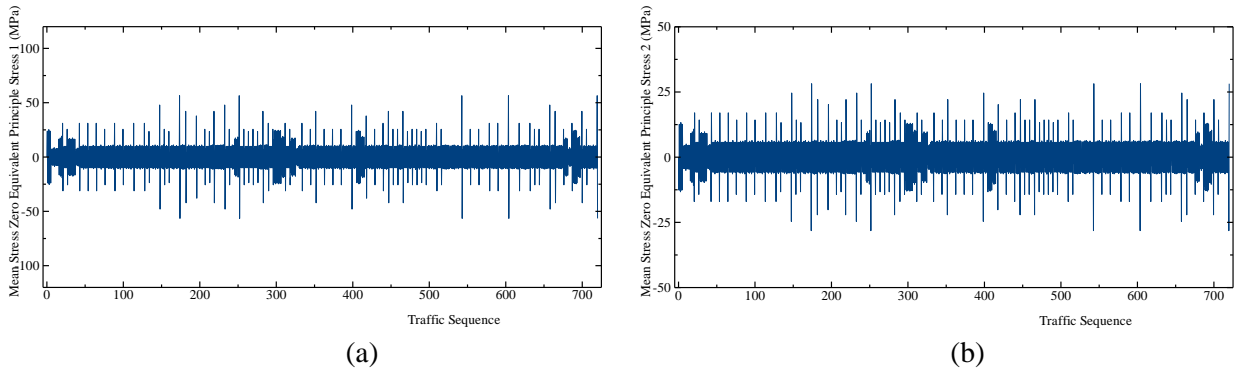 Mean Stress Zero Equivalent Principle Stress 1 (MPa)
100
50
0
-50
100
0 100 200 300 400 500 600 700
Traffic Sequence
(a)
Mean Stress Zero Equivalent Principle Stress 2 (MPa)
50
25
0
-25
-50
0 100 200 300 400 500 600 700
Traffic Sequence
(b)